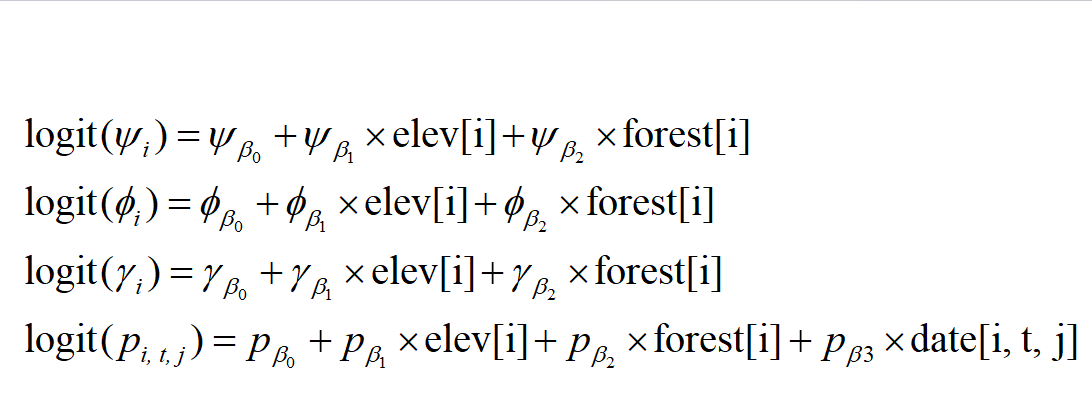 logit(ψ_i) = ψ_β₀ + ψ_β₁ × elev[i] + ψ_β₂ × forest[i]
logit(ϕ_i) = ϕ_β₀ + ϕ_β₁ × elev[i] + ϕ_β₂ × forest[i]
logit(γ_i) = γ_β₀ + γ_β₁ × elev[i] + γ_β₂ × forest[i]
logit(p_i, t, j) = p_β₀ + p_β₁ × elev[i] + p_β₂ × forest[i] + p_β3 × date[i, t, j]